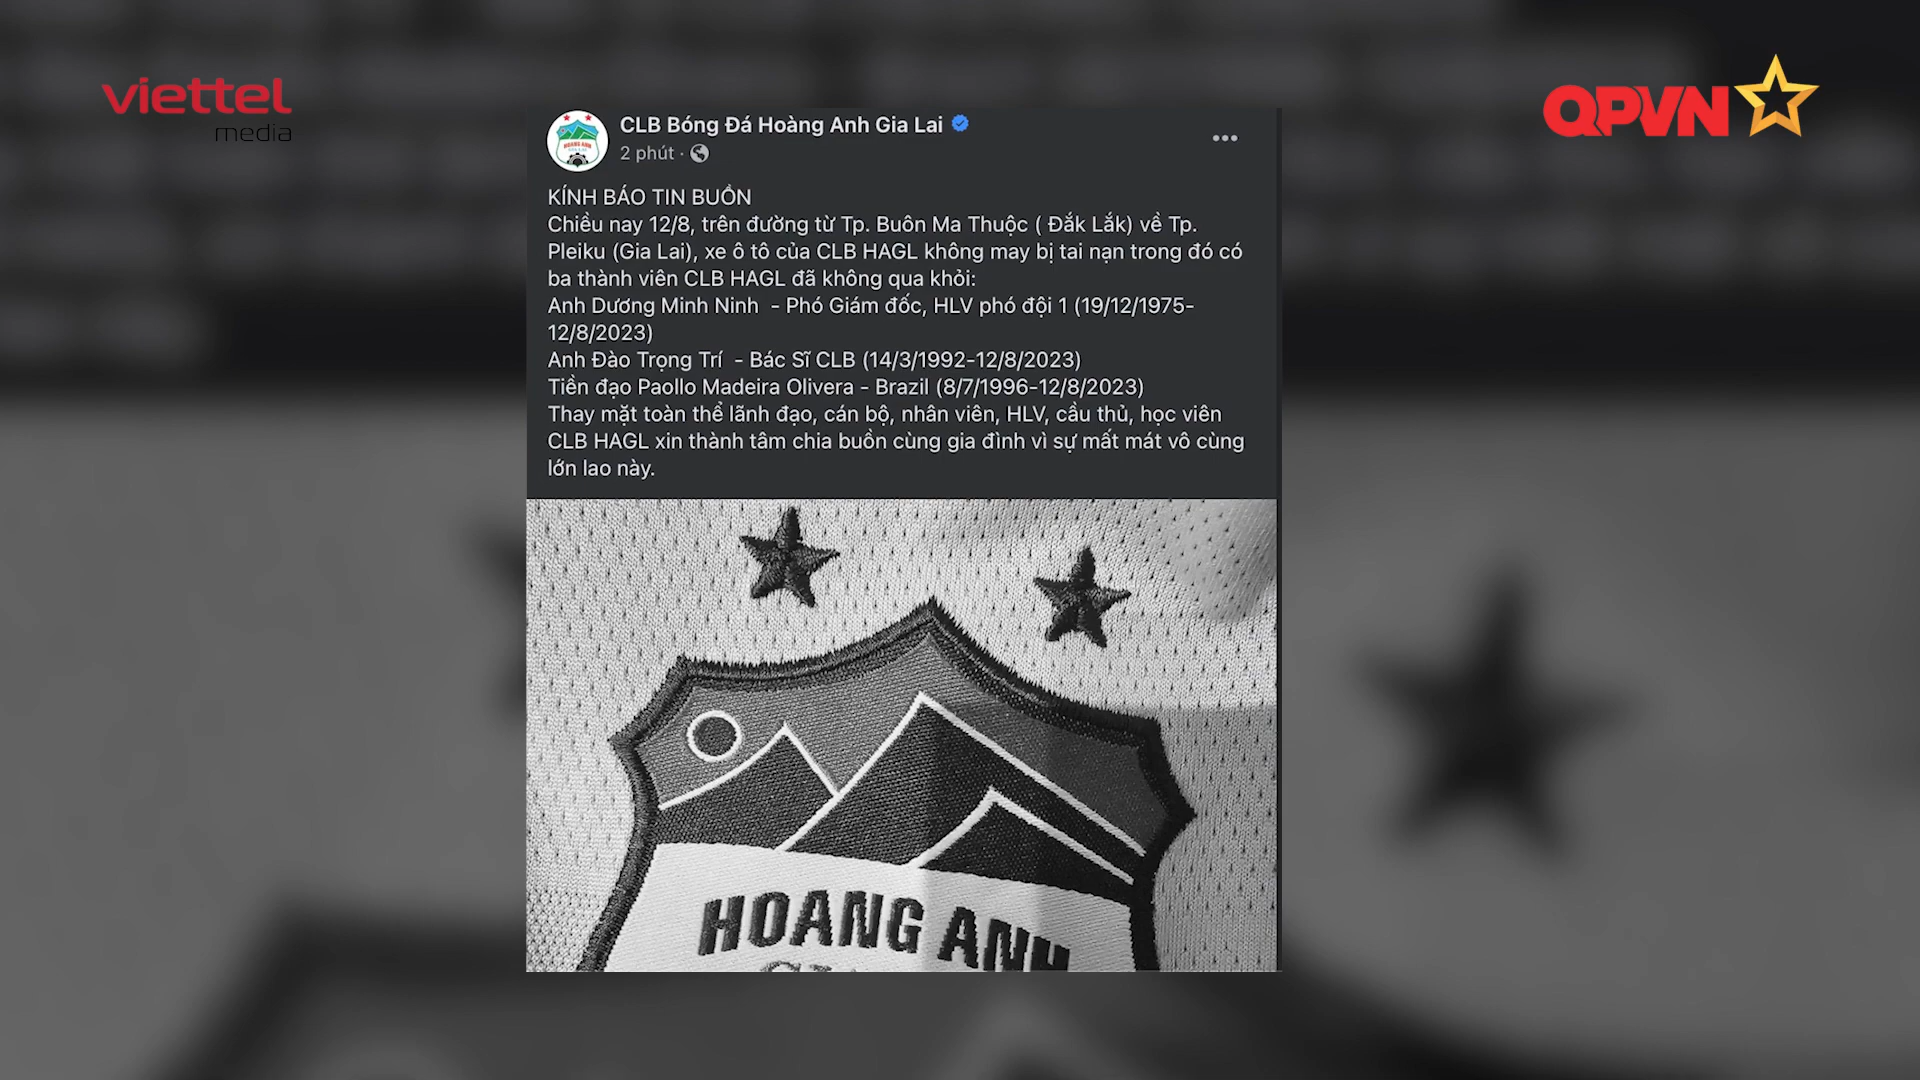 viettel
media
QPVN
CLB Bóng Đá Hoàng Anh Gia Lai
2 phút ·
KÍNH BÁO TIN BUỒN
Chiều nay 12/8, trên đường từ Tp. Buôn Ma Thuộc ( Đắk Lắk) về Tp.
Pleiku (Gia Lai), xe ô tô của CLB HAGL không may bị tai nạn trong đó có
ba thành viên CLB HAGL đã không qua khỏi:
Anh Dương Minh Ninh - Phó Giám đốc, HLV phó đội 1 (19/12/1975-
12/8/2023)
Anh Đào Trọng Trí - Bác Sĩ CLB (14/3/1992-12/8/2023)
Tiền đạo Paollo Madeira Olivera - Brazil (8/7/1996-12/8/2023)
Thay mặt toàn thể lãnh đạo, cán bộ, nhân viên, HLV, cầu thủ, học viên
CLB HAGL xin thành tâm chia buồn cùng gia đình vì sự mất mát vô cùng
lớn lao này.
HOANG ANH